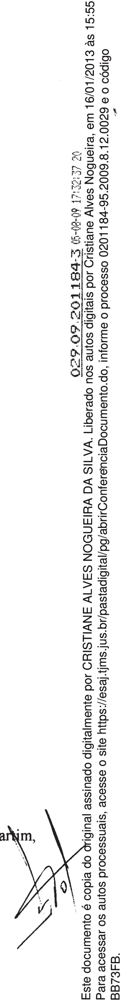 artim,
029.09.201184-3 05-08-09 17:32:37 20
Este documento é copia do original assinado digitalmente por CRISTIANE ALVES NOGUEIRA DA SILVA. Liberado nos autos digitais por Cristiane Alves Nogueira, em 16/01/2013 às 15:55
Para acessar os autos processuais, acesse o site https://esaj.tjms.jus.br/pastadigital/pg/abrirConferenciaDocumento.do, informe o processo 0201184-95.2009.8.12.0029 e o código
BB73FB.